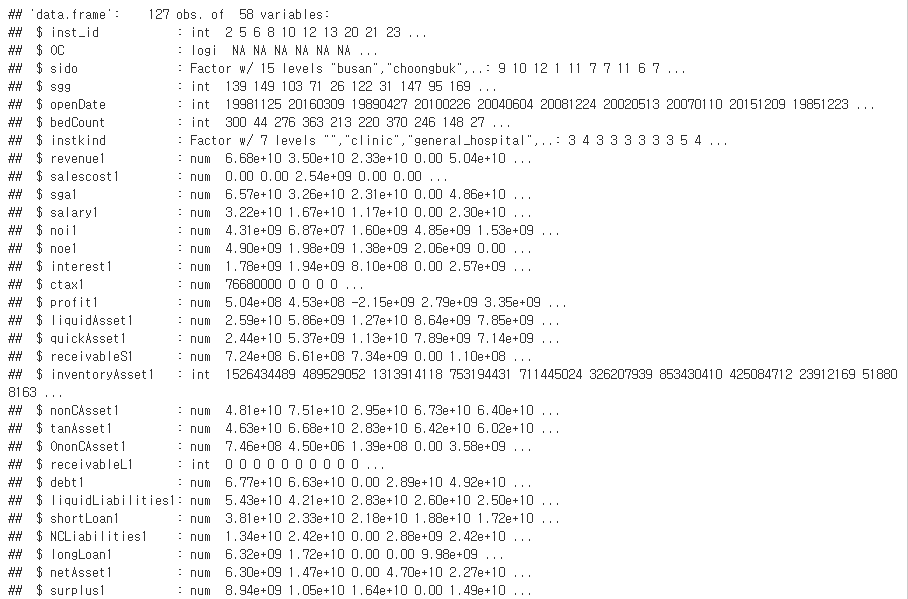 ## 'data.frame':    127 obs. of  58 variables:
##  $ inst_id           : int  2 5 6 8 10 12 13 20 21 23 ...
##  $ OC                : logi  NA NA NA NA NA NA ...
##  $ sido              : Factor w/ 15 levels "busan","choongbuk",..: 9 10 12 1 11 7 7 11 6 7 ...
##  $ sgg               : int  139 149 103 71 26 122 31 147 95 169 ...
##  $ openDate          : int  19981125 20160309 19890427 20100226 20040604 20081224 20020513 20070110 20151209 19851223 ...
##  $ bedCount          : int  300 44 276 363 213 220 370 246 148 27 ...
##  $ instkind          : Factor w/ 7 levels "","clinic","general_hospital",..: 3 4 3 3 3 3 3 3 5 4 ...
##  $ revenue1          : num  6.68e+10 3.50e+10 2.33e+10 0.00 5.04e+10 ...
##  $ salescost1        : num  0.00 0.00 2.54e+09 0.00 0.00 ...
##  $ sga1              : num  6.57e+10 3.26e+10 2.31e+10 0.00 4.86e+10 ...
##  $ salary1           : num  3.22e+10 1.67e+10 1.17e+10 0.00 2.30e+10 ...
##  $ noi1              : num  4.31e+09 6.87e+07 1.60e+09 4.85e+09 1.53e+09 ...
##  $ noe1              : num  4.90e+09 1.98e+09 1.38e+09 2.06e+09 0.00 ...
##  $ interest1         : num  1.78e+09 1.94e+09 8.10e+08 0.00 2.57e+09 ...
##  $ ctax1             : num  76680000 0 0 0 0 ...
##  $ profit1           : num  5.04e+08 4.53e+08 -2.15e+09 2.79e+09 3.35e+09 ...
##  $ liquidAsset1      : num  2.59e+10 5.86e+09 1.27e+10 8.64e+09 7.85e+09 ...
##  $ quickAsset1       : num  2.44e+10 5.37e+09 1.13e+10 7.89e+09 7.14e+09 ...
##  $ receivableS1      : num  7.24e+08 6.61e+08 7.34e+09 0.00 1.10e+08 ...
##  $ inventoryAsset1   : int  1526434489 489529052 1313914118 753194431 711445024 326207939 853430410 425084712 23912169 51880
8163 ...
##  $ nonCAsset1        : num  4.81e+10 7.51e+10 2.95e+10 6.73e+10 6.40e+10 ...
##  $ tanAsset1         : num  4.63e+10 6.68e+10 2.83e+10 6.42e+10 6.02e+10 ...
##  $ OnonCAsset1       : num  7.46e+08 4.50e+06 1.39e+08 0.00 3.58e+09 ...
##  $ receivableL1      : int  0 0 0 0 0 0 0 0 0 0 ...
##  $ debt1             : num  6.77e+10 6.63e+10 0.00 2.89e+10 4.92e+10 ...
##  $ liquidLiabilities1: num  5.43e+10 4.21e+10 2.83e+10 2.60e+10 2.50e+10 ...
##  $ shortLoan1        : num  3.81e+10 2.33e+10 2.18e+10 1.88e+10 1.72e+10 ...
##  $ NCLiabilities1    : num  1.34e+10 2.42e+10 0.00 2.88e+09 2.42e+10 ...
##  $ longLoan1         : num  6.32e+09 1.72e+10 0.00 0.00 9.98e+09 ...
##  $ netAsset1         : num  6.30e+09 1.47e+10 0.00 4.70e+10 2.27e+10 ...
##  $ surplus1          : num  8.94e+09 1.05e+10 1.64e+10 0.00 1.49e+10 ...